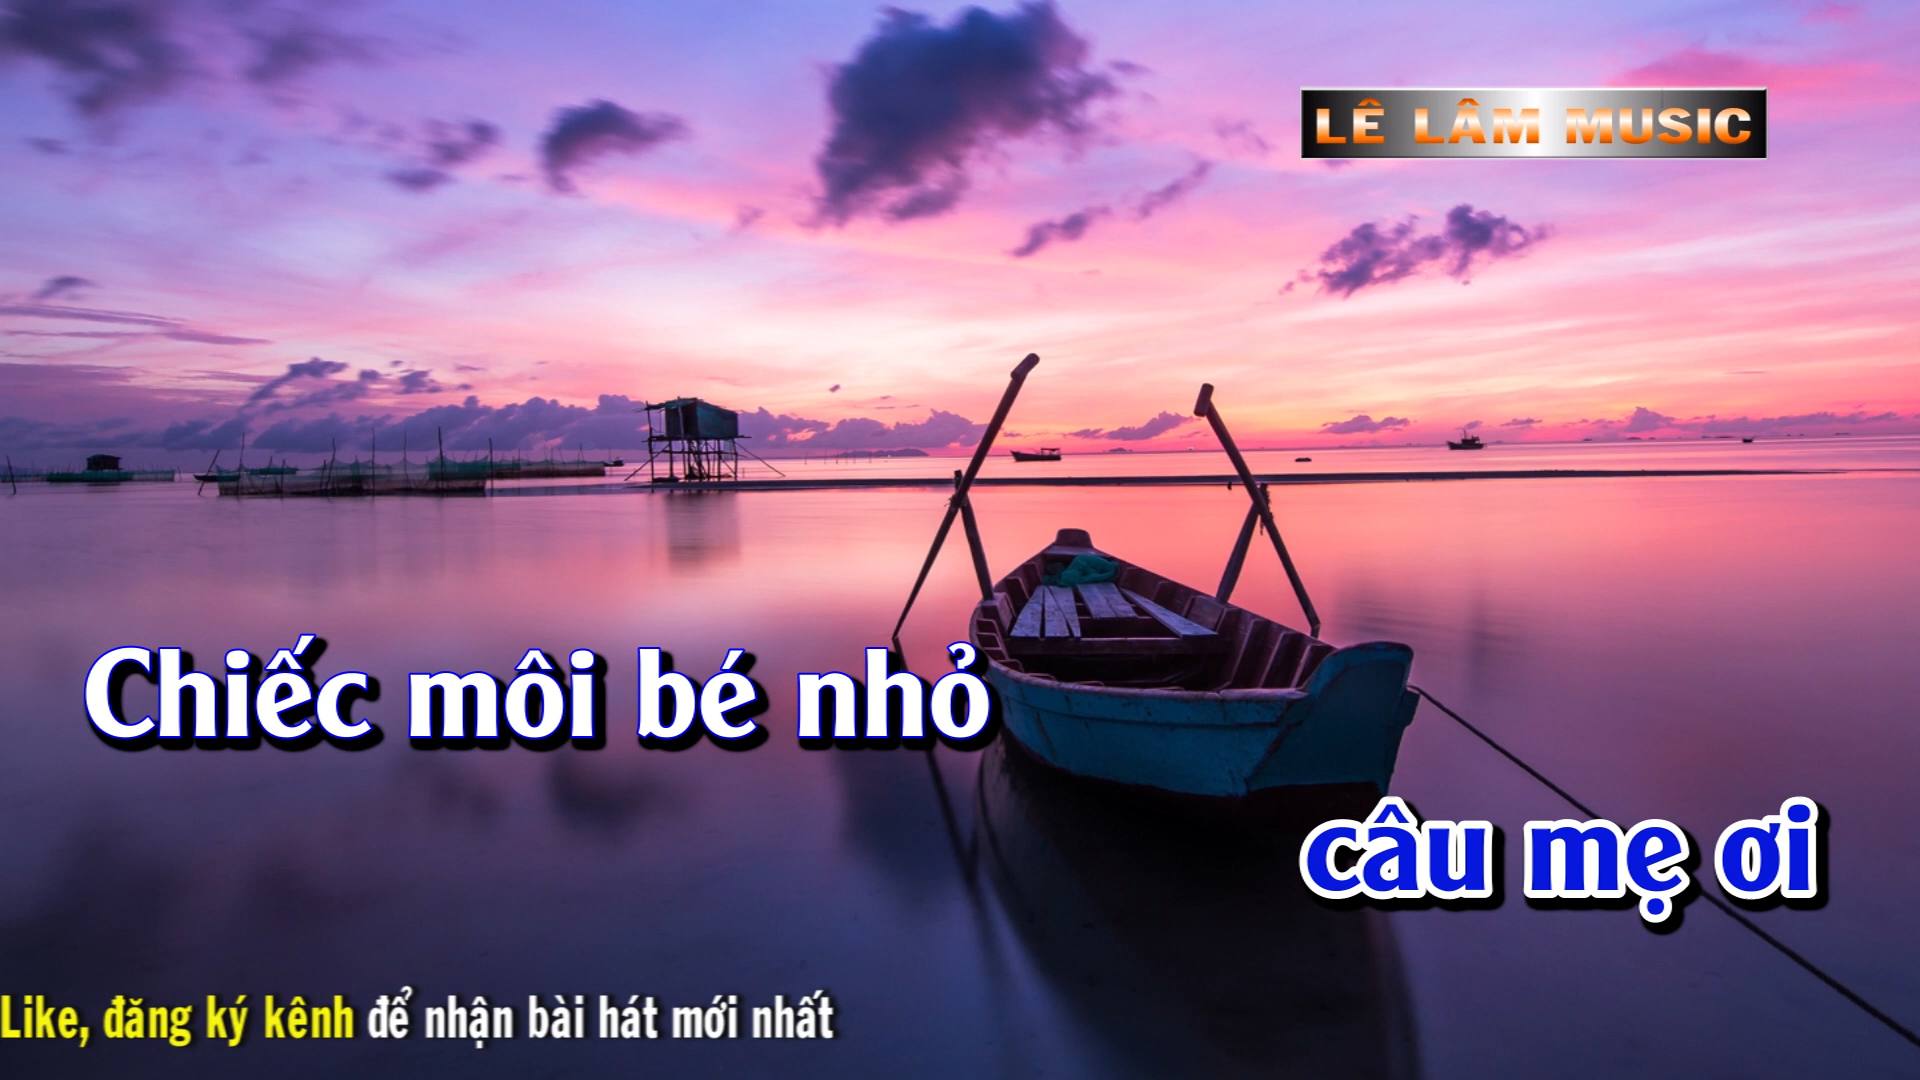 LÊ LÂM MUSIC
Chiếc môi bé nhỏ
câu mẹ ơi
Like, đăng ký kênh để nhận bài hát mới nhất